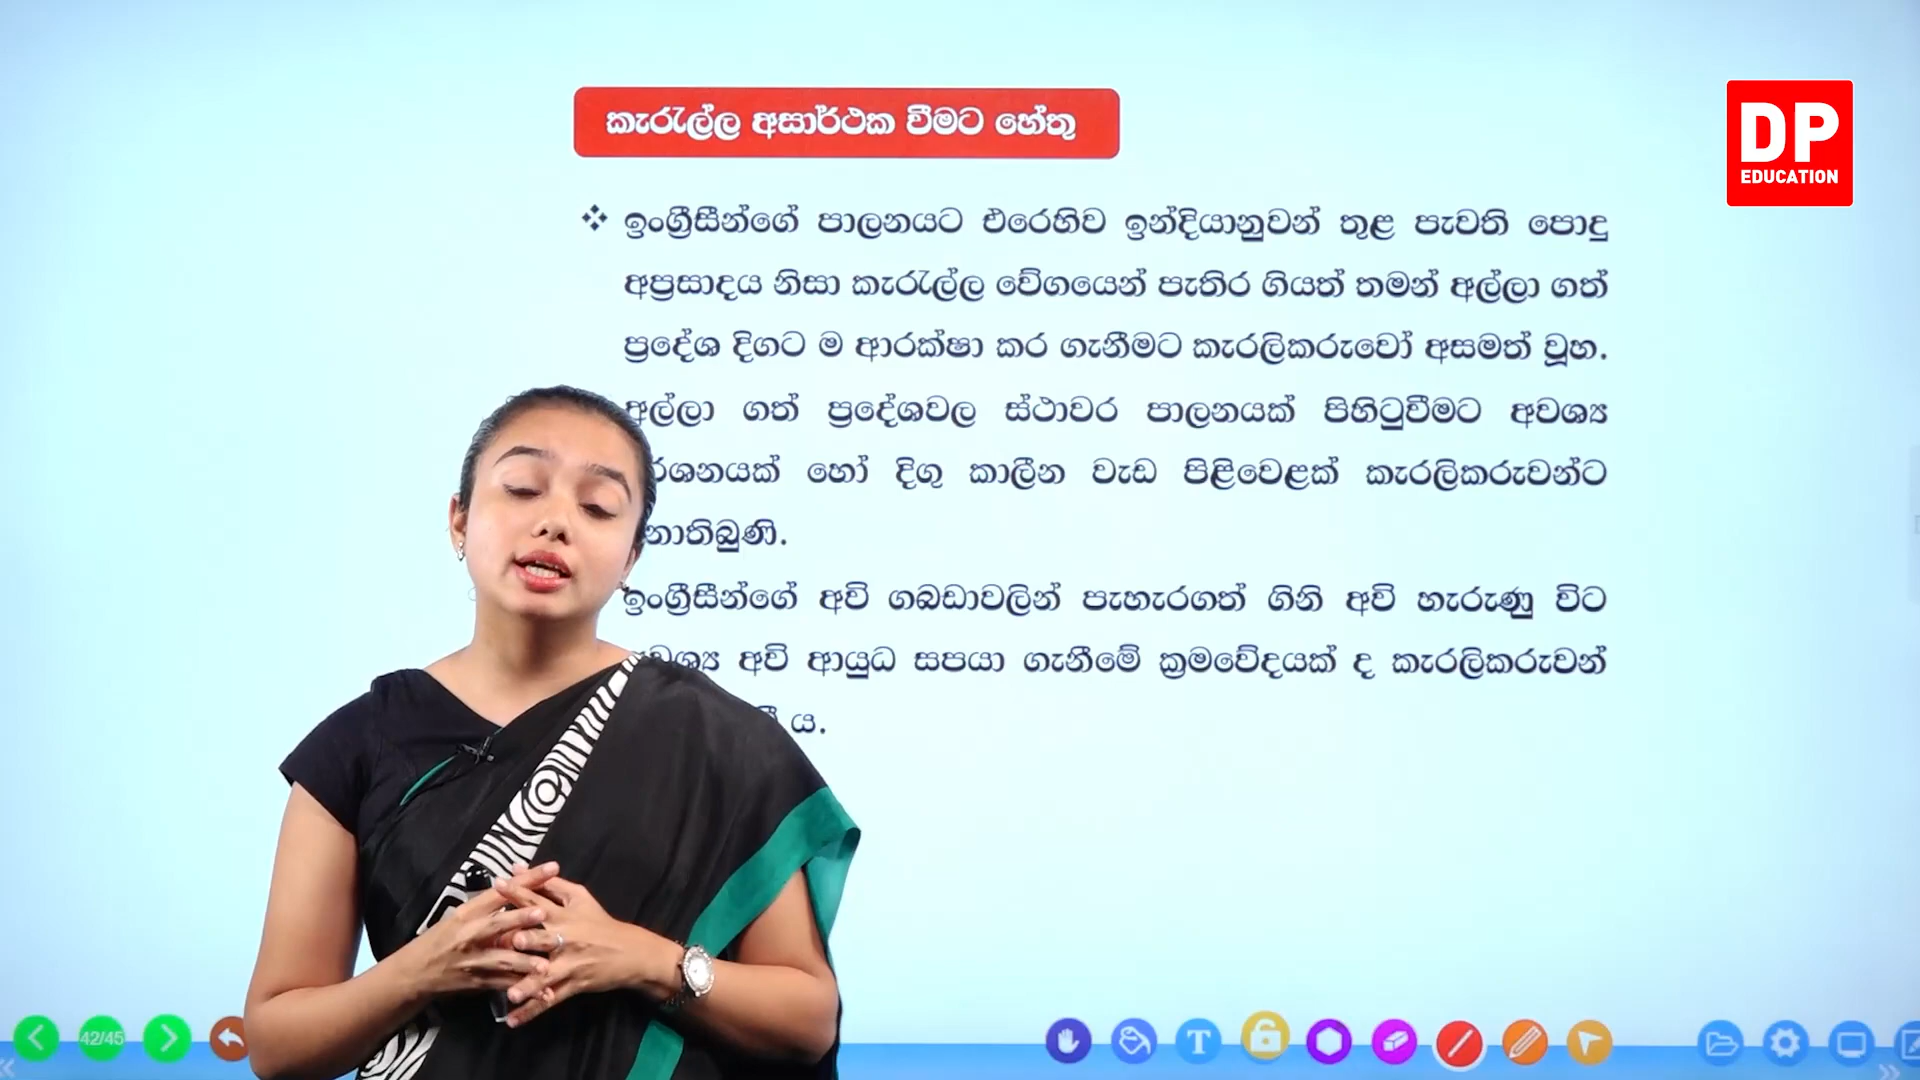 කැරැල්ල අසාර්ථක වීමට හේතු
DP
EDUCATION
ඉංග්‍රීසීන්ගේ පාලනයට එරෙහිව ඉන්දියානුවන් තුළ පැවති පොදු
අප්‍රසාදය නිසා කැරැල්ල වේගයෙන් පැතිර ගියත් තමන් අල්ලා ගත්
ප්‍රදේශ දිගට ම ආරක්ෂා කර ගැනීමට කැරලිකරුවෝ අසමත් වූහ.
අල්ලා ගත් ප්‍රදේශවල ස්ථාවර පාලනයක් පිහිටුවීමට අවශ්‍ය
හෝ දිගු කාලීන වැඩ පිළිවෙළක් කැරලිකරුවන්ට
ඉංග්‍රීසීන්ගේ අවි ගබඩාවලින් පැහැරගත් ගිනි අවි හැරුණු විට
අවි ආයුධ සපයා ගැනීමේ ක්‍රමවේදයක් ද කැරලිකරුවන්
ය.
42/45
T